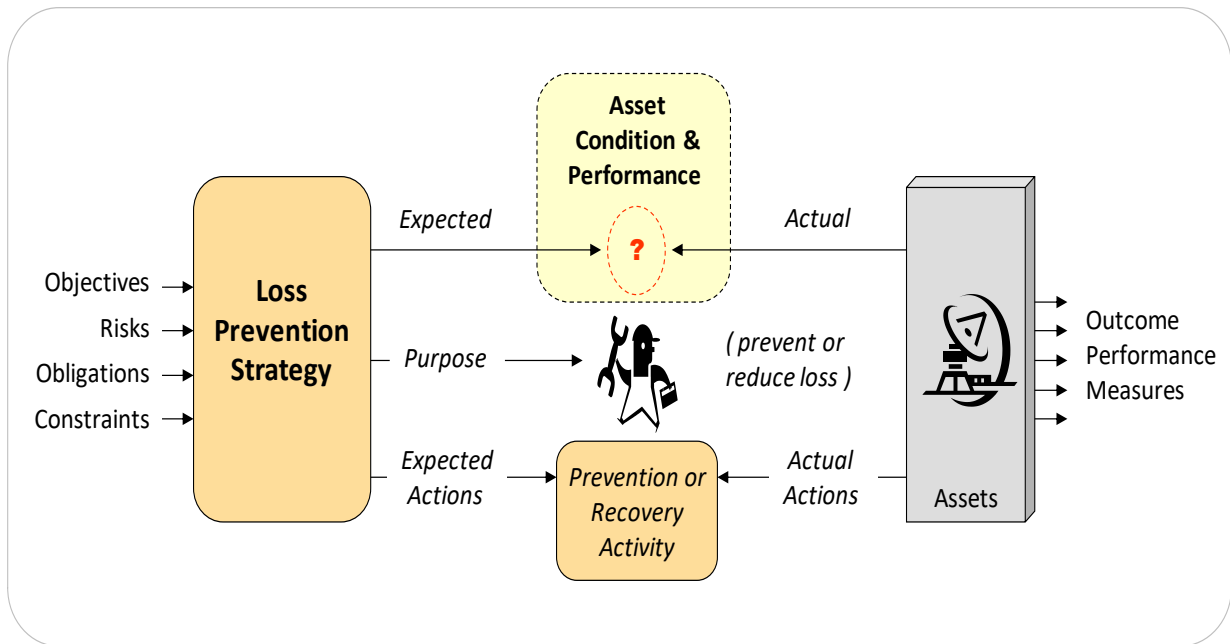 Asset
Condition &
Performance
Expected
?
Actual
Objectives
Risks
Obligations
Constraints
Loss
Prevention
Strategy
Purpose
( prevent or
reduce loss )
Outcome
Performance
Measures
Expected
Actions
Prevention or
Recovery
Activity
Actual
Actions
Assets